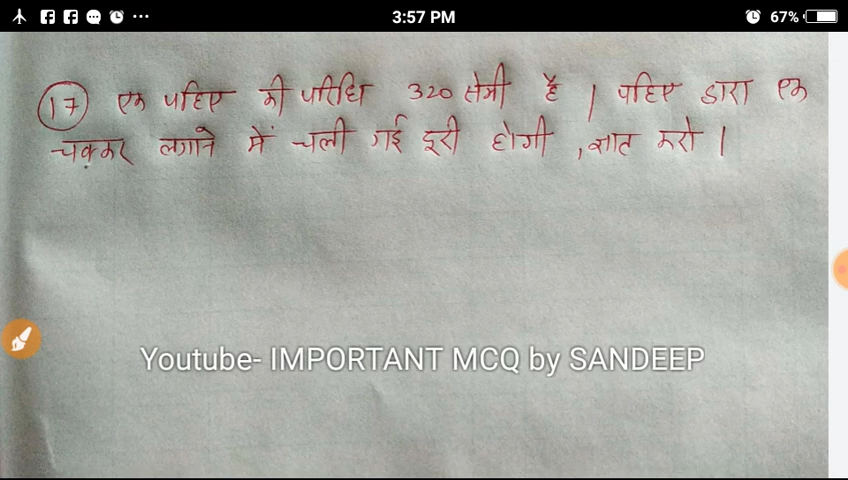 3:57 PM
67%
17 एक पहिए की परिधि 320 सेमी है | पहिए द्वारा एक
चक्कर लगाने में चली गई दूरी होगी , ज्ञात करो |
Youtube- IMPORTANT MCQ by SANDEEP